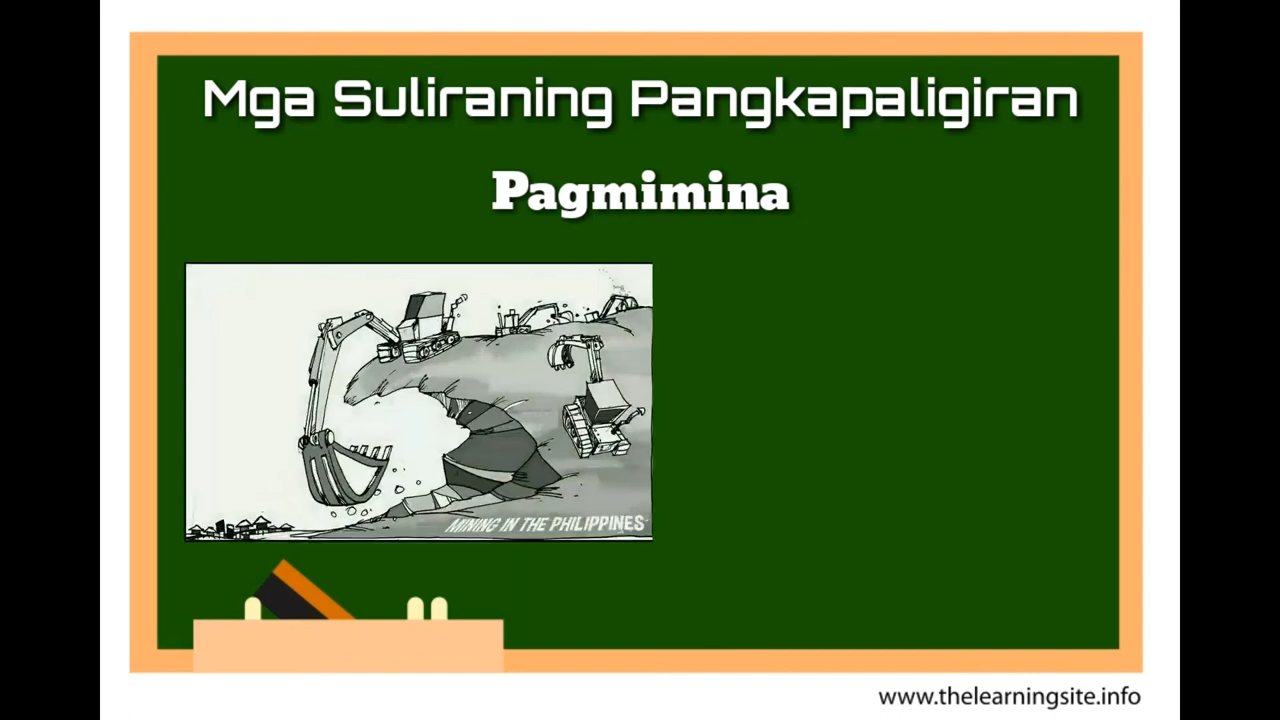 Mga Suliraning Pangkapaligiran
Pagmimina
MINING IN THE PHILIPPINES
www.thelearningsite.info